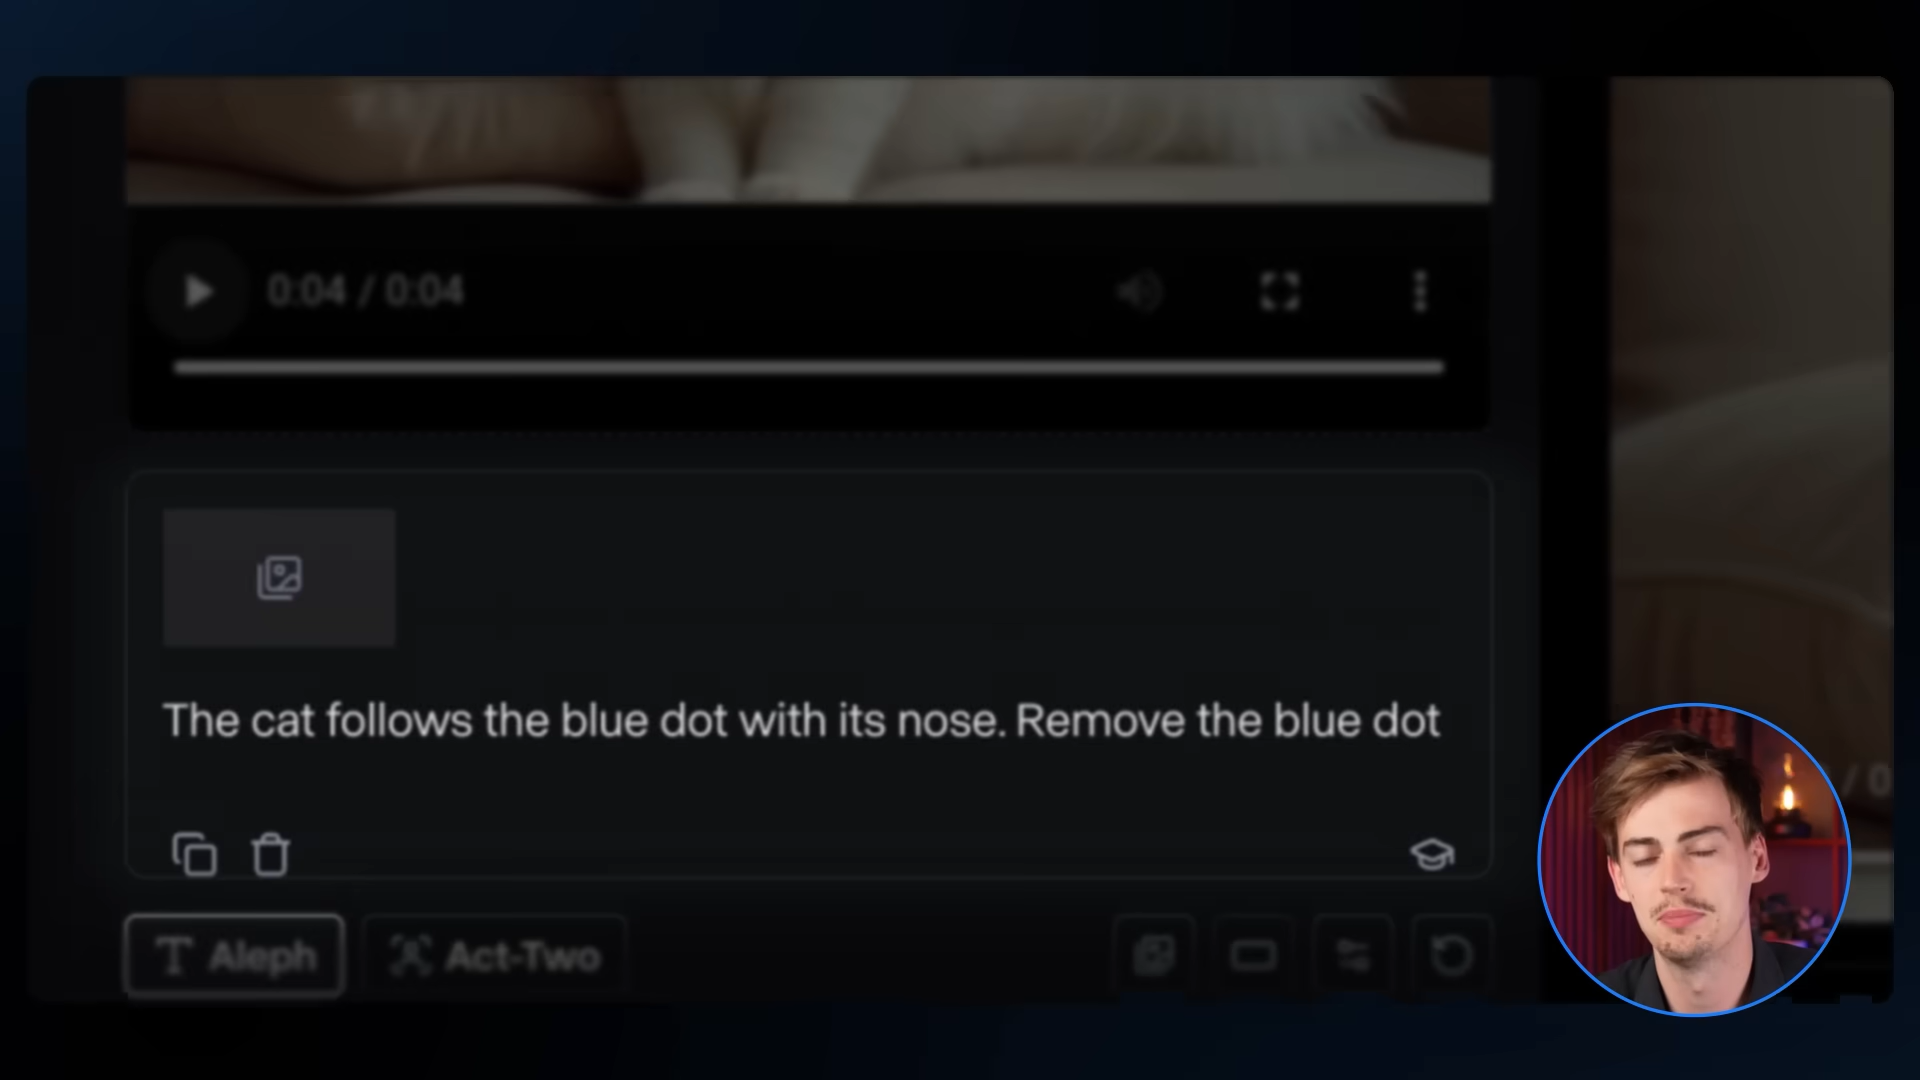 0:04 / 0:04
The cat follows the blue dot with its nose. Remove the blue dot
/ 0
Aleph
Act-Two